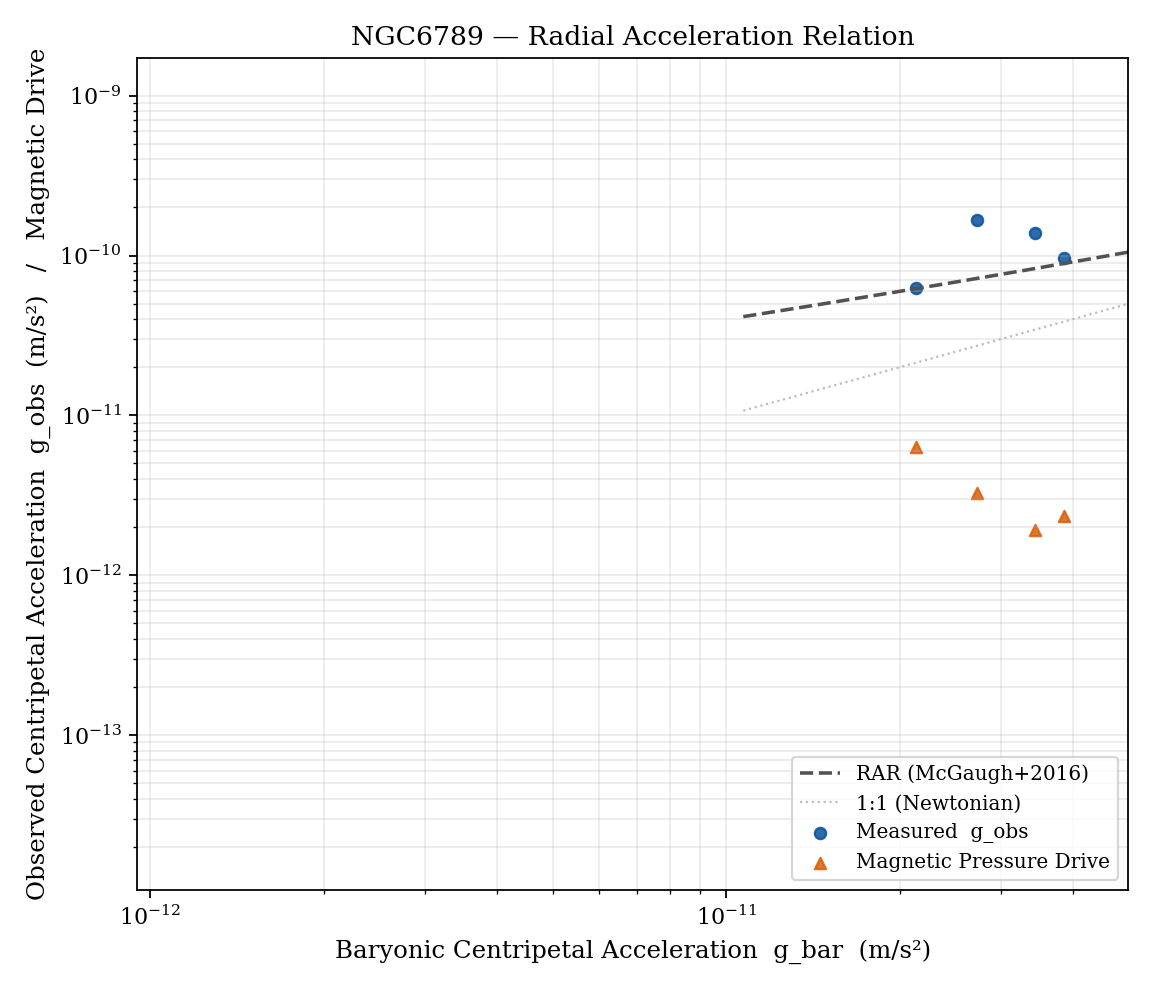 NGC6789 — Radial Acceleration Relation
Observed Centripetal Acceleration  g_obs  (m/s²)   /   Magnetic Drive
10⁻⁹
10⁻¹⁰
10⁻¹¹
10⁻¹²
10⁻¹³
RAR (McGaugh+2016)
1:1 (Newtonian)
Measured  g_obs
Magnetic Pressure Drive
10⁻¹²
10⁻¹¹
Baryonic Centripetal Acceleration  g_bar  (m/s²)